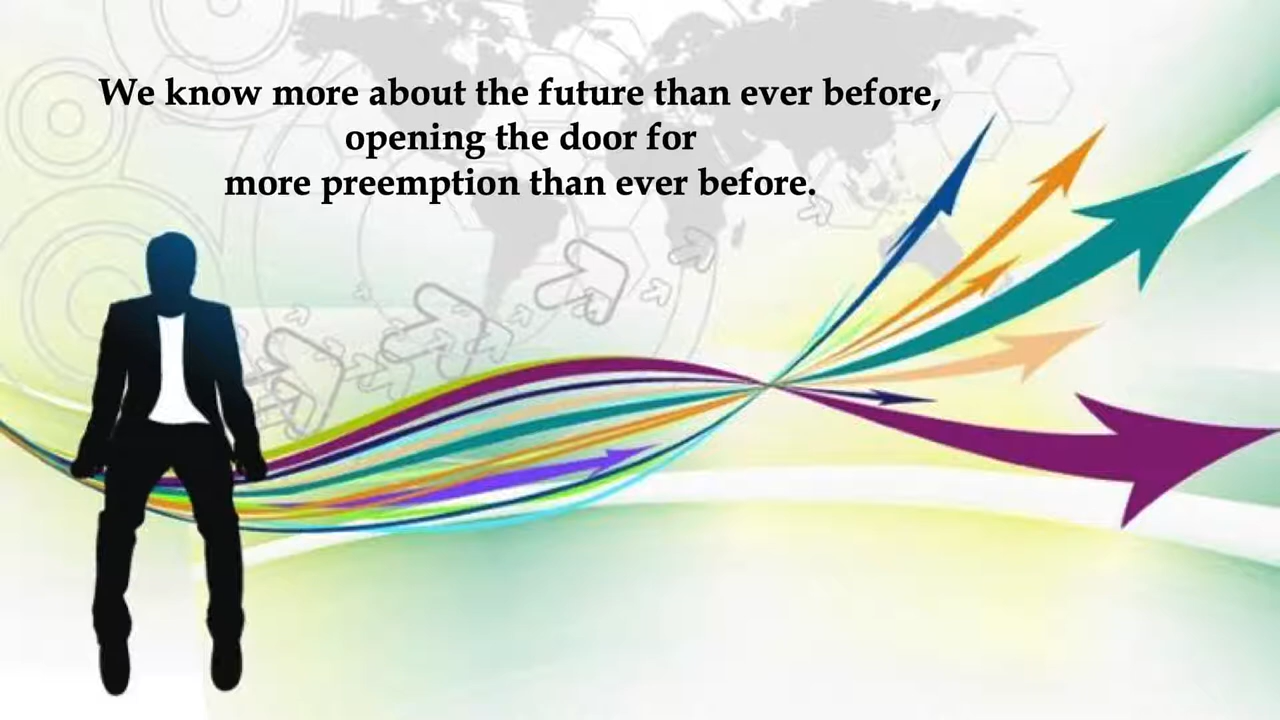 We know more about the future than ever before,
opening the door for
more preemption than ever before.